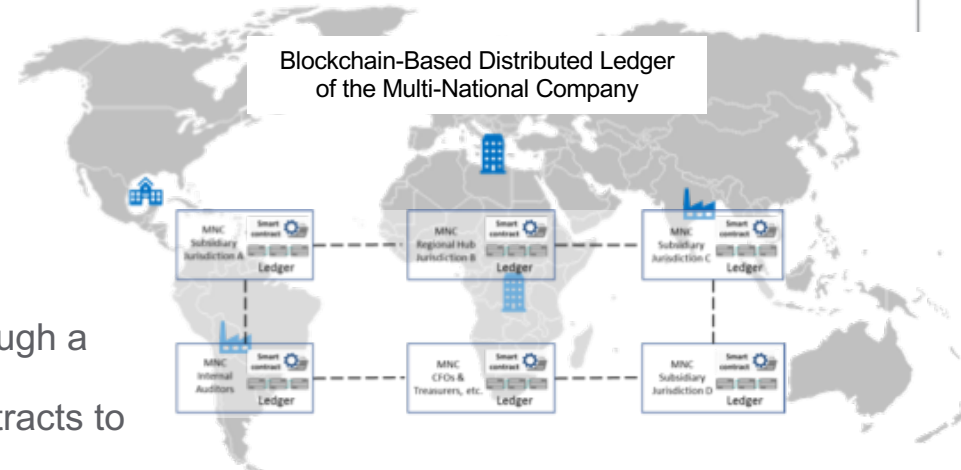 Blockchain-Based Distributed Ledger
of the Multi-National Company
MNC
Subsidiary
Jurisdiction A
Smart
contract
Ledger
MNC
Regional Hub
Jurisdiction B
Smart
contract
Ledger
MNC
Subsidiary
Jurisdiction C
Smart
contract
Ledger
ugh a
tracts to
MNC
Internal
Auditors
Smart
contract
Ledger
MNC
CFOs &
Treasurers, etc.
Smart
contract
Ledger
MNC
Subsidiary
Jurisdiction D
Smart
contract
Ledger